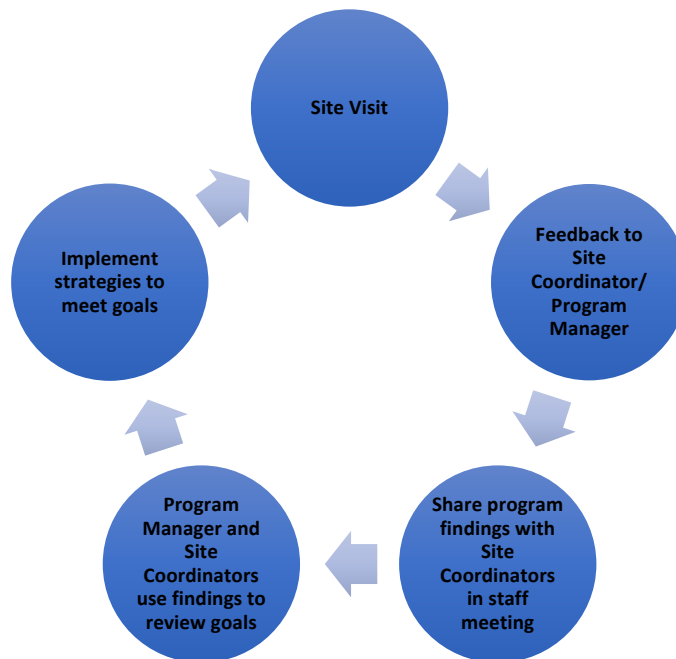 Site Visit
Feedback to
Site
Coordinator/
Program
Manager
Share program
findings with
Site
Coordinators
in staff
meeting
Program
Manager and
Site
Coordinators
use findings to
review goals
Implement
strategies to
meet goals